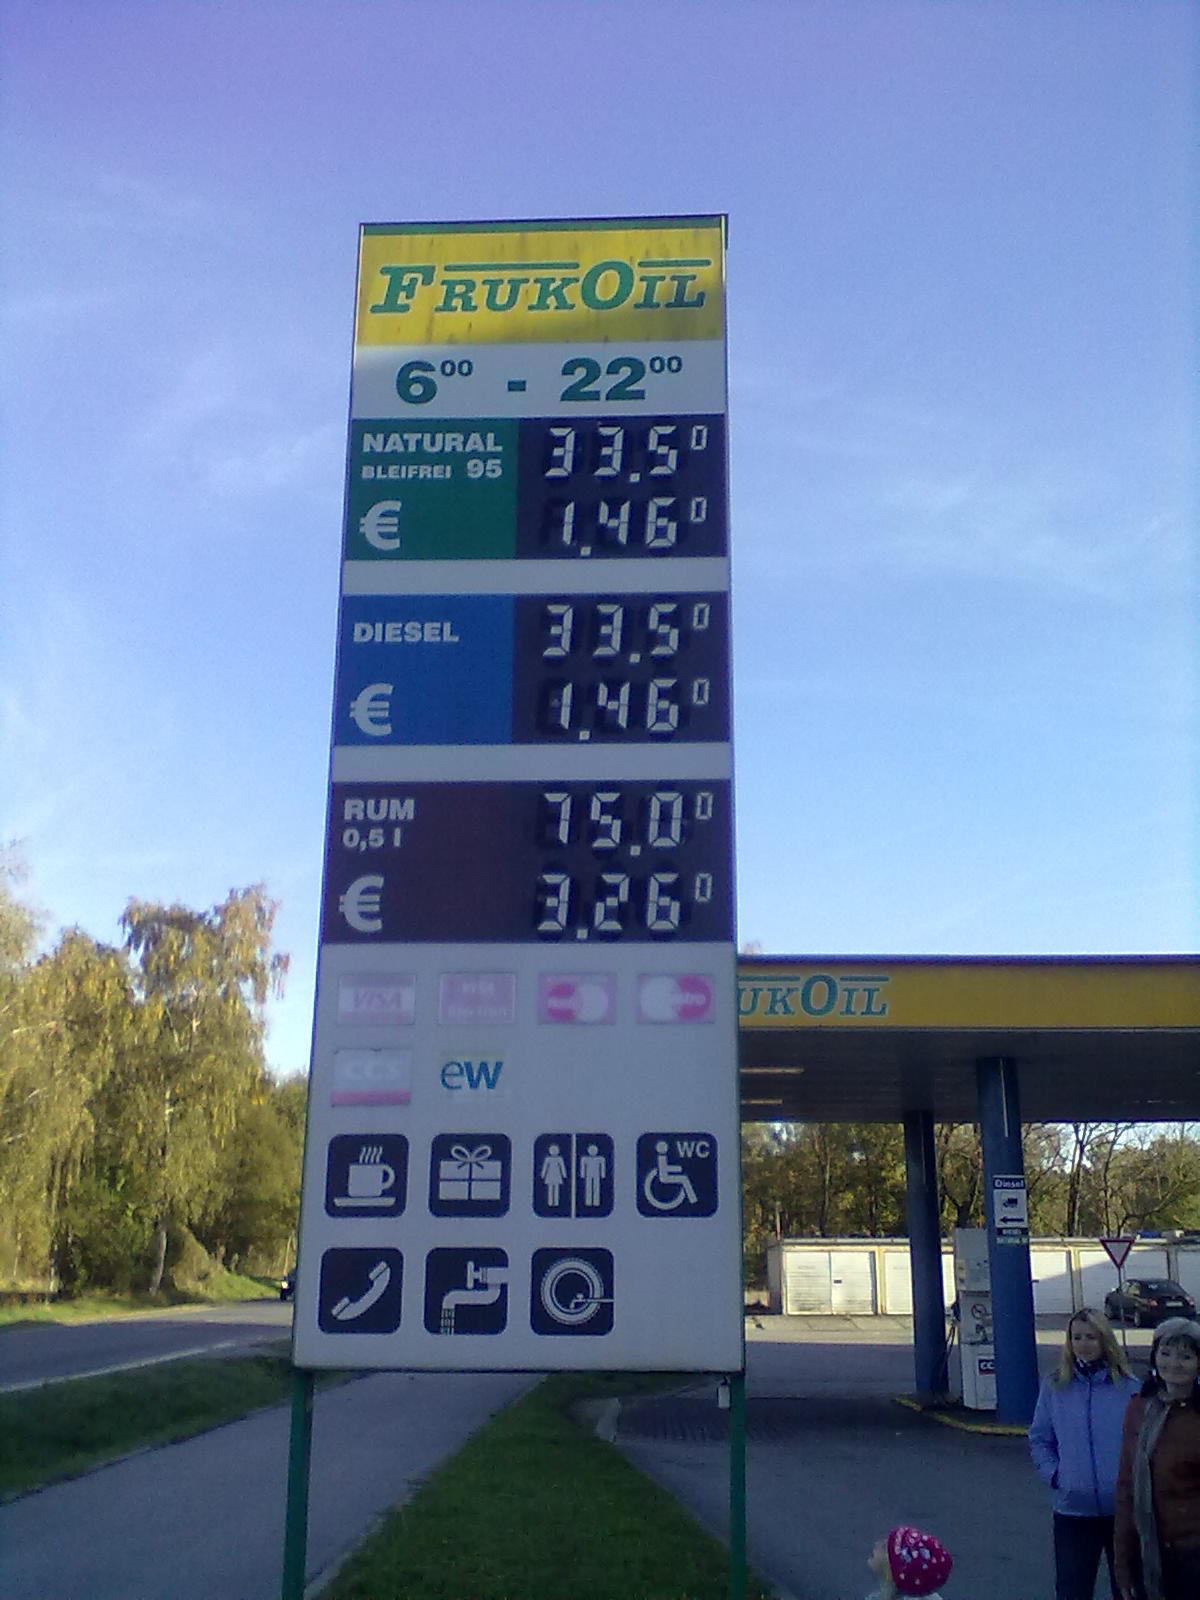 FRUKOIL
6⁰⁰ - 22⁰⁰
NATURAL 33.5⁰
BLEIFREI 95
€ 1.46⁰
DIESEL 33.5⁰
€ 1.46⁰
RUM 75.0⁰
0,5 l
€ 3.26⁰
VISA
CCS ew
WC
UKOIL
Diesel